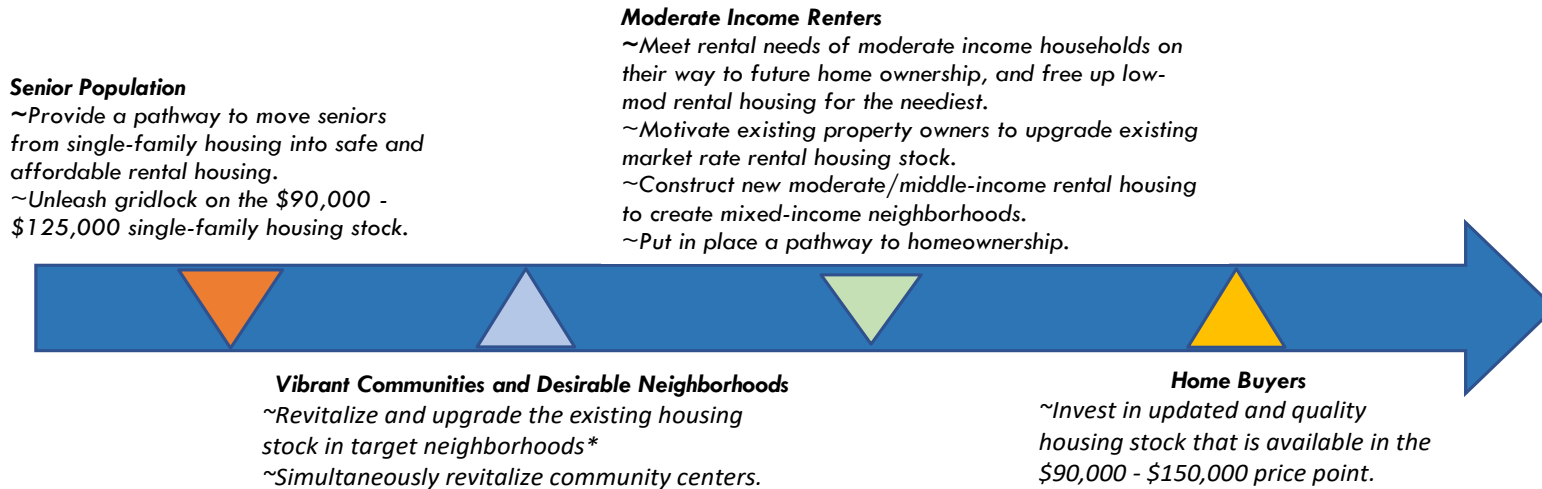 Senior Population
~Provide a pathway to move seniors
from single-family housing into safe and
affordable rental housing.
~Unleash gridlock on the $90,000 -
$125,000 single-family housing stock.
Vibrant Communities and Desirable Neighborhoods
~Revitalize and upgrade the existing housing
stock in target neighborhoods*
~Simultaneously revitalize community centers.
Moderate Income Renters
~Meet rental needs of moderate income households on
their way to future home ownership, and free up low-
mod rental housing for the neediest.
~Motivate existing property owners to upgrade existing
market rate rental housing stock.
~Construct new moderate/middle-income rental housing
to create mixed-income neighborhoods.
~Put in place a pathway to homeownership.
Home Buyers
~Invest in updated and quality
housing stock that is available in the
$90,000 - $150,000 price point.